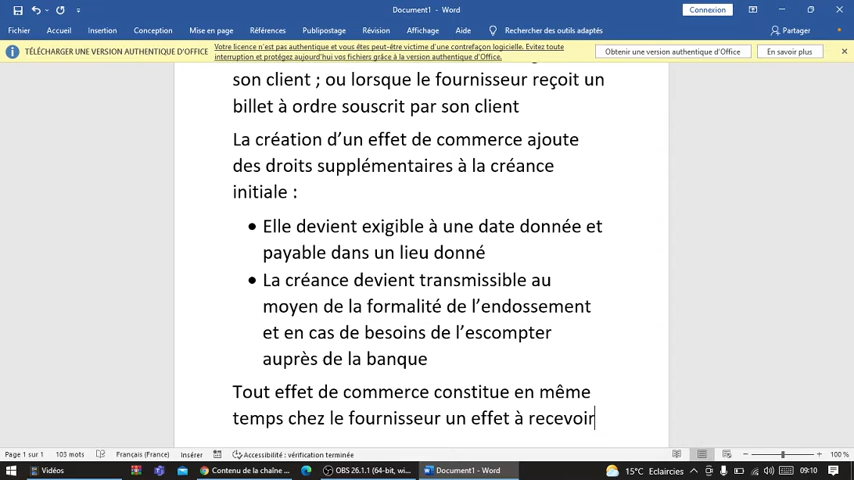 Document1 - Word
Connexion
Fichier Accueil Insertion Conception Mise en page Références Publipostage Révision Affichage Aide Rechercher des outils adaptés Partager
TÉLÉCHARGER UNE VERSION AUTHENTIQUE D'OFFICE
Votre licence n'est pas authentique et vous êtes peut-être victime d'une contrefaçon logicielle. Evitez toute
interruption et protégez aujourd'hui vos fichiers grâce à la version authentique d'Office.
Obtenir une version authentique d'Office
En savoir plus
son client ; ou lorsque le fournisseur reçoit un
billet à ordre souscrit par son client
La création d'un effet de commerce ajoute
des droits supplémentaires à la créance
initiale :
• Elle devient exigible à une date donnée et
payable dans un lieu donné
• La créance devient transmissible au
moyen de la formalité de l'endossement
et en cas de besoins de l'escompter
auprès de la banque
Tout effet de commerce constitue en même
temps chez le fournisseur un effet à recevoir
Page 1 sur 1 103 mots Français (France) Insérer Accessibilité : vérification terminée 100 %
Vidéos Contenu de la chaîne ... OBS 26.1.1 (64-bit, wi... Document1 - Word 15°C Eclaircies 09:10